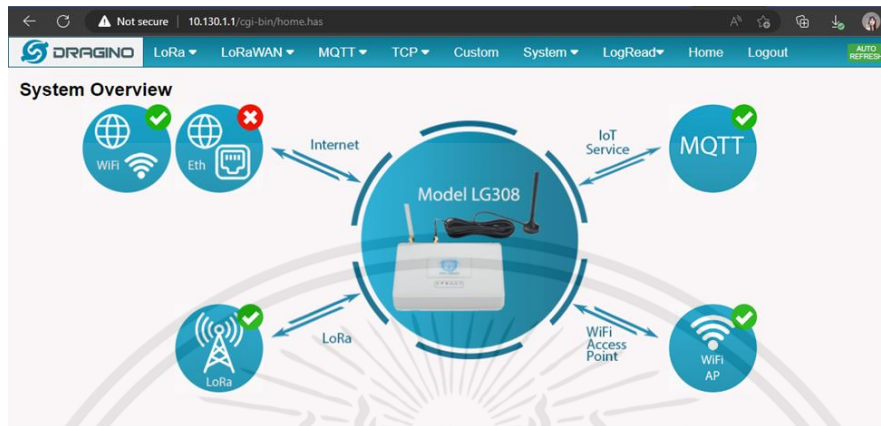 Not secure | 10.130.1.1/cgi-bin/home.has
DRAGINO LoRa LoRaWAN MQTT TCP Custom System LogRead Home Logout AUTO REFRESH
System Overview
WiFi
Eth
Internet
IoT
Service
MQTT
Model LG308
LoRa
LoRa
WiFi
Access
Point
WiFi
AP